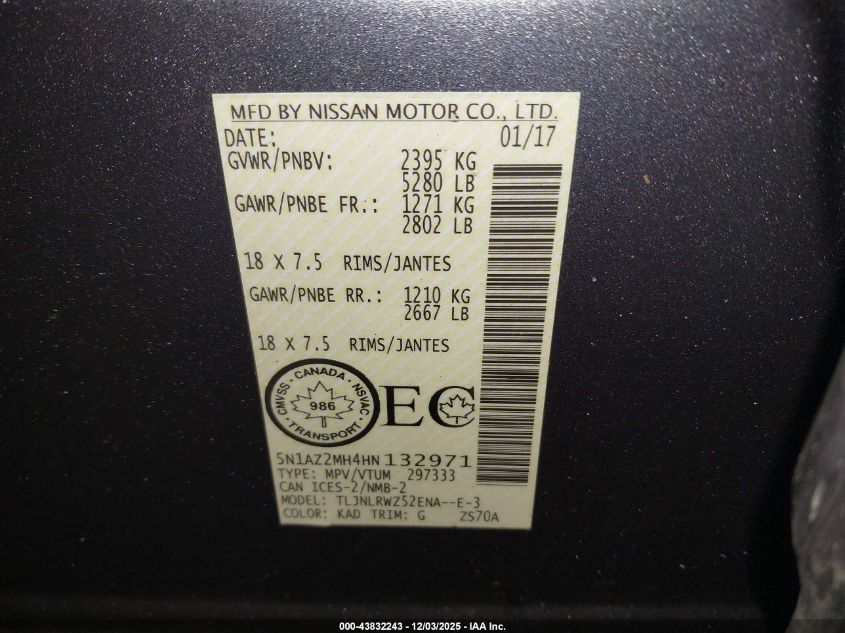 MFD BY NISSAN MOTOR CO., LTD.
DATE: 01/17
GVWR/PNBV: 2395 KG
5280 LB
GAWR/PNBE FR.: 1271 KG
2802 LB
18 X 7.5 RIMS/JANTES
GAWR/PNBE RR.: 1210 KG
2667 LB
18 X 7.5 RIMS/JANTES
CMVSS · CANADA · NSVAC · TRANSPORT ·
986
EC
5N1AZ2MH4HN132971
TYPE: MPV/VTUM 297333
CAN ICES-2/NMB-2
MODEL: TLJNLRWZ52ENA--E-3
COLOR: KAD TRIM: G ZS70A
000-43832243 - 12/03/2025 - IAA Inc.